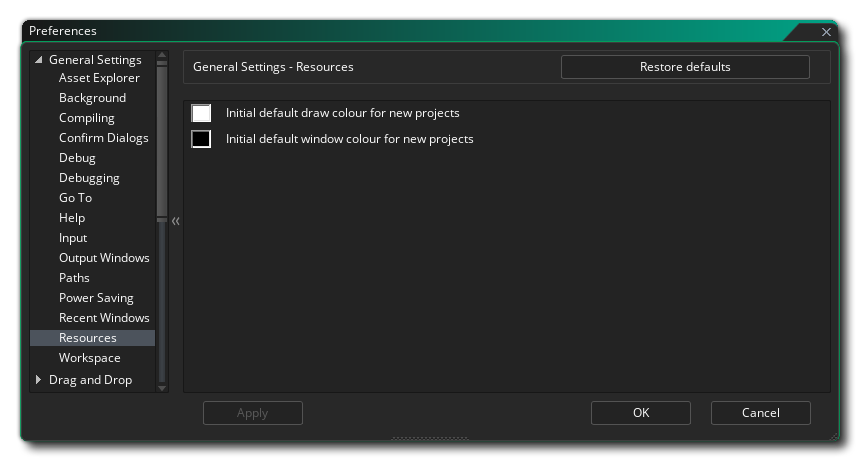 Preferences
General Settings
Asset Explorer
Background
Compiling
Confirm Dialogs
Debug
Debugging
Go To
Help
Input
Output Windows
Paths
Power Saving
Recent Windows
Resources
Workspace
Drag and Drop
General Settings - Resources
Restore defaults
Initial default draw colour for new projects
Initial default window colour for new projects
Apply
OK
Cancel